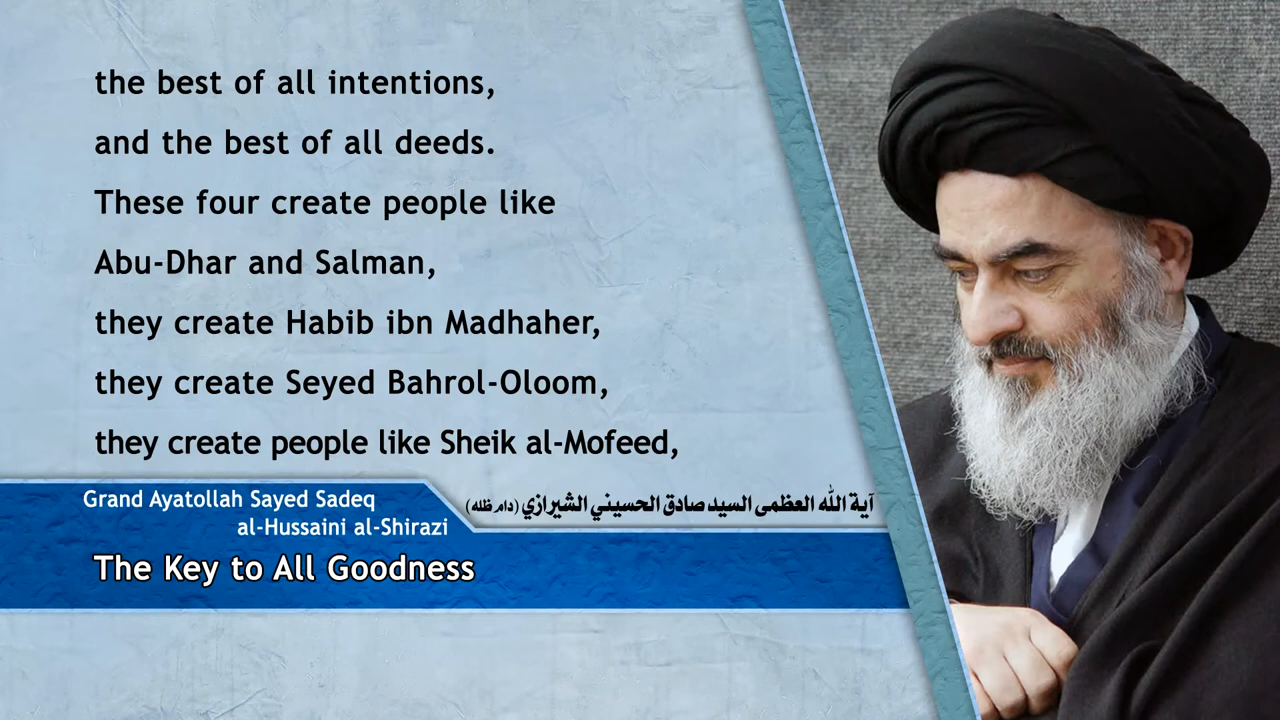 the best of all intentions,
and the best of all deeds.
These four create people like
Abu-Dhar and Salman,
they create Habib ibn Madhaher,
they create Seyed Bahrol-Oloom,
they create people like Sheik al-Mofeed,
Grand Ayatollah Sayed Sadeq
al-Hussaini al-Shirazi
آية الله العظمى السيد صادق الحسيني الشيرازي (دام ظله)
The Key to All Goodness